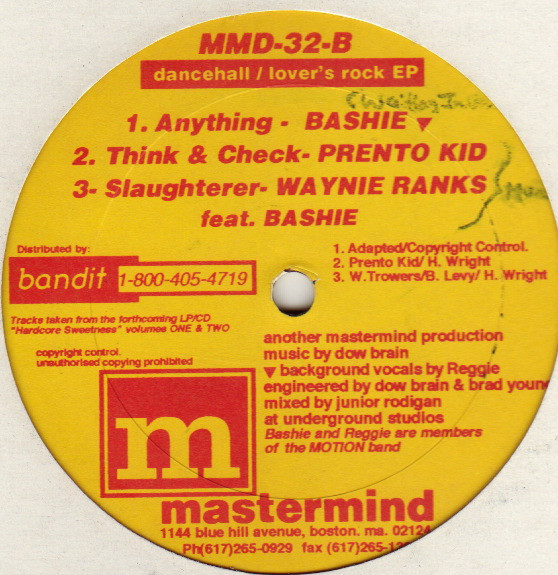 MMD-32-B
dancehall / lover's rock EP
1. Anything - BASHIE ▼
2. Think & Check- PRENTO KID
3- Slaughterer- WAYNIE RANKS
feat. BASHIE
Distributed by:
bandit 1-800-405-4719
Tracks taken from the forthcoming LP/CD
"Hardcore Sweetness" volumes ONE & TWO
copyright control.
unauthorised copying prohibited
1. Adapted/Copyright Control.
2. Prento Kid/ H. Wright
3. W.Trowers/B. Levy/ H. Wright
another mastermind production
music by dow brain
▼ background vocals by Reggie
engineered by dow brain & brad young
mixed by junior rodigan
at underground studios
Bashie and Reggie are members
of the MOTION band
m
mastermind
1144 blue hill avenue, boston. ma. 02124
Ph(617)265-0929 fax (617)265-12